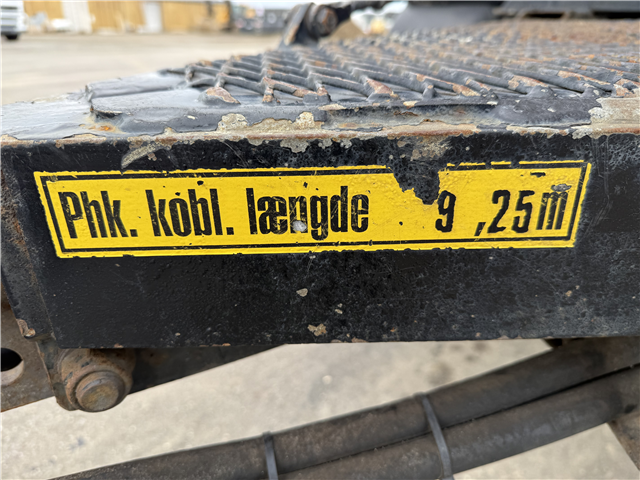 Phk. kobl. længde 9 ,25m